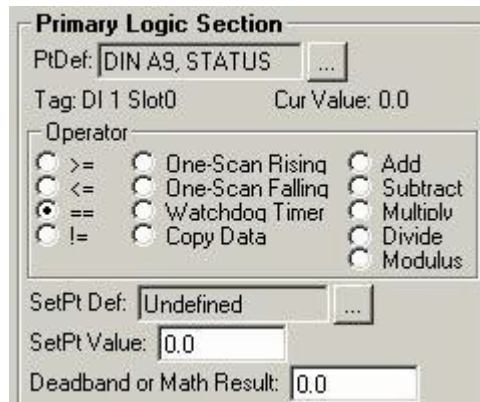 Primary Logic Section
PtDef: DIN A9, STATUS ...
Tag: DI 1 Slot0 Cur Value: 0.0
Operator
>= One-Scan Rising Add
<= One-Scan Falling Subtract
== Watchdog Timer Multiply
!= Copy Data Divide
Modulus
SetPt Def: Undefined ...
SetPt Value: 0.0
Deadband or Math Result: 0.0